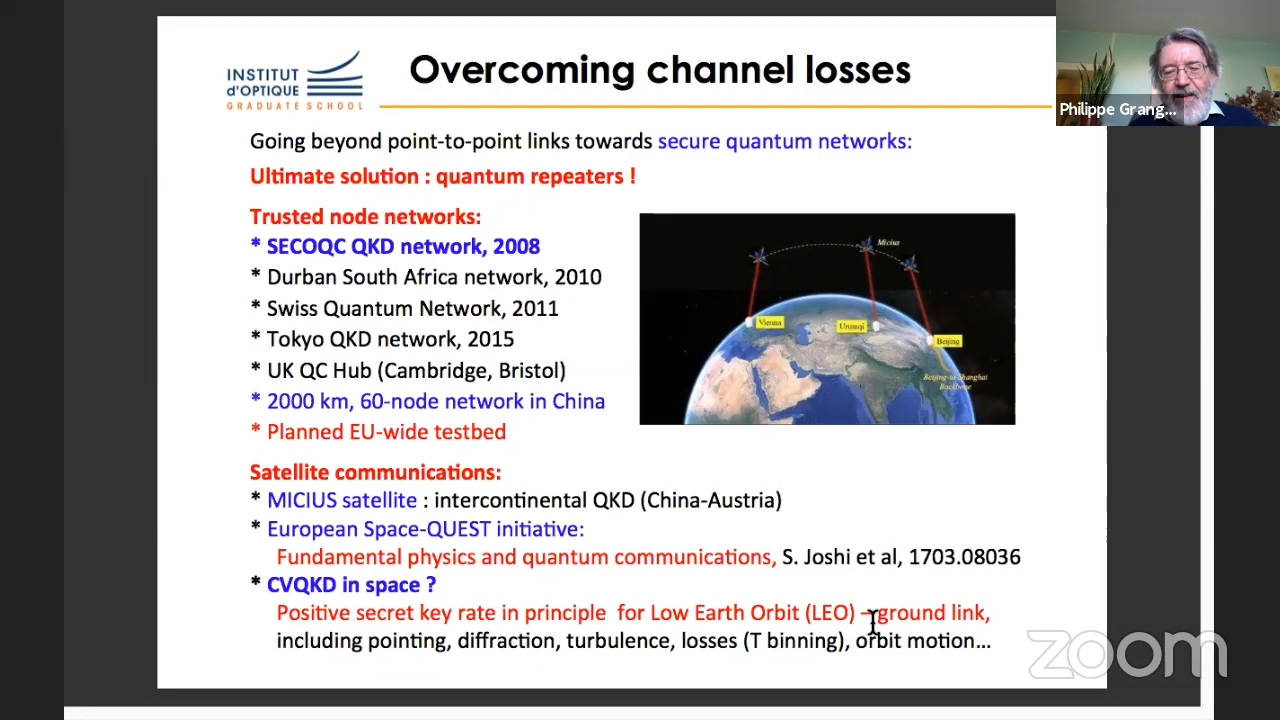 INSTITUT
d'OPTIQUE
GRADUATE SCHOOL
Overcoming channel losses
Philippe Grang...
Going beyond point-to-point links towards secure quantum networks:
Ultimate solution : quantum repeaters !
Trusted node networks:
* SECOQC QKD network, 2008
* Durban South Africa network, 2010
* Swiss Quantum Network, 2011
* Tokyo QKD network, 2015
* UK QC Hub (Cambridge, Bristol)
* 2000 km, 60-node network in China
* Planned EU-wide testbed
Micius
Vienna
Urumqi
Beijing
Beijing-to-Shanghai
Backbone
Satellite communications:
* MICIUS satellite : intercontinental QKD (China-Austria)
* European Space-QUEST initiative:
Fundamental physics and quantum communications, S. Joshi et al, 1703.08036
* CVQKD in space ?
Positive secret key rate in principle for Low Earth Orbit (LEO) – ground link,
including pointing, diffraction, turbulence, losses (T binning), orbit motion...
zoom